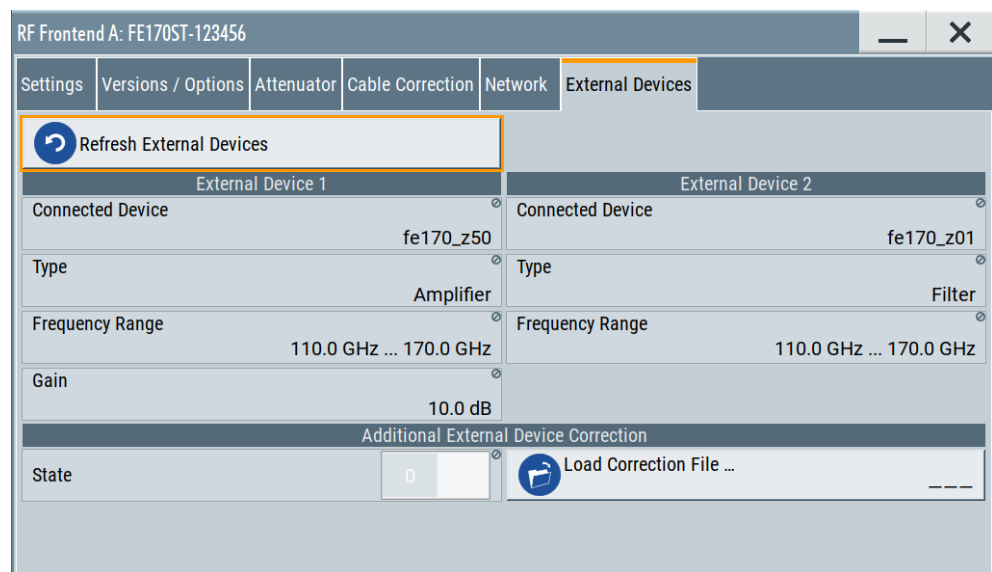 RF Frontend A: FE170ST-123456
Settings Versions / Options Attenuator Cable Correction Network External Devices
Refresh External Devices
External Device 1 External Device 2
Connected Device Connected Device
fe170_z50 fe170_z01
Type Type
Amplifier Filter
Frequency Range Frequency Range
110.0 GHz ... 170.0 GHz 110.0 GHz ... 170.0 GHz
Gain
10.0 dB
Additional External Device Correction
State 0 Load Correction File ...
___